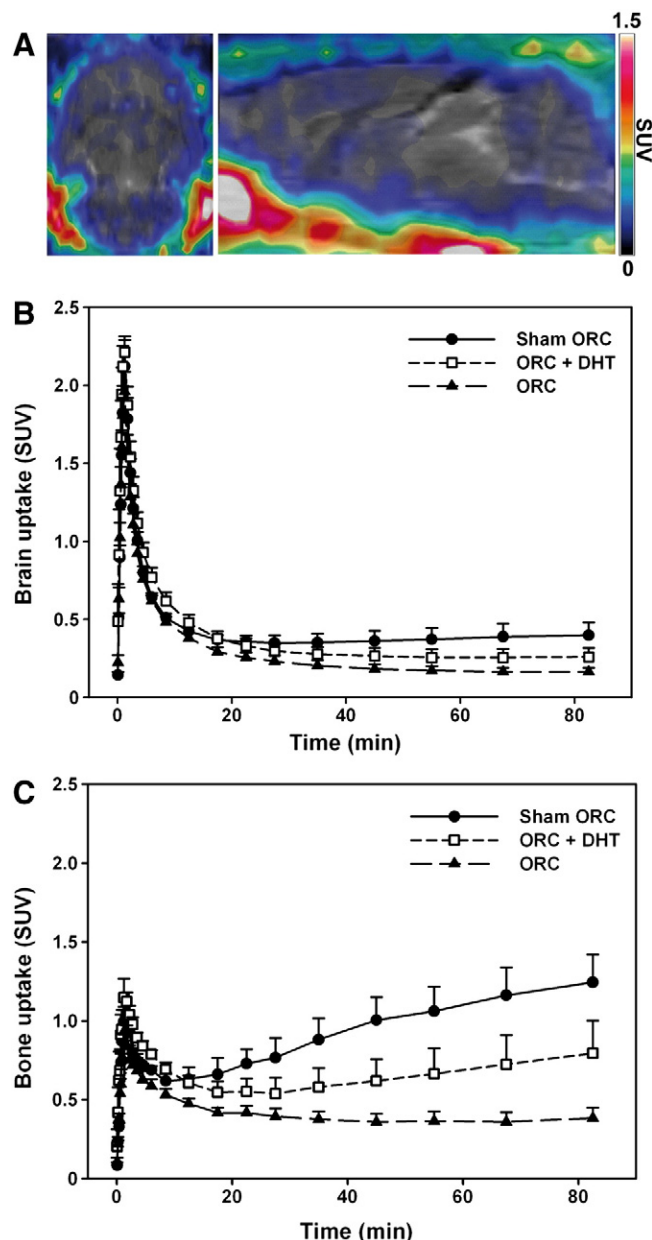 A
1.5
SUV
0
B
2.5
2.0
1.5
1.0
0.5
0
Brain uptake (SUV)
Sham ORC
ORC + DHT
ORC
0
20
40
60
80
Time (min)
C
2.5
2.0
1.5
1.0
0.5
0
Bone uptake (SUV)
Sham ORC
ORC + DHT
ORC
0
20
40
60
80
Time (min)